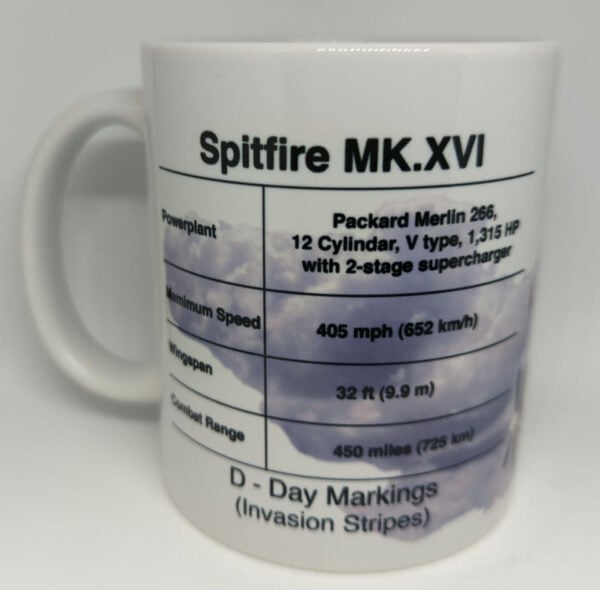 Spitfire MK.XVI
Powerplant
Packard Merlin 266,
12 Cylindar, V type, 1,315 HP
with 2-stage supercharger
Mamimum Speed
405 mph (652 km/h)
Wingspan
32 ft (9.9 m)
Combat Range
450 miles (725 km)
D - Day Markings
(Invasion Stripes)